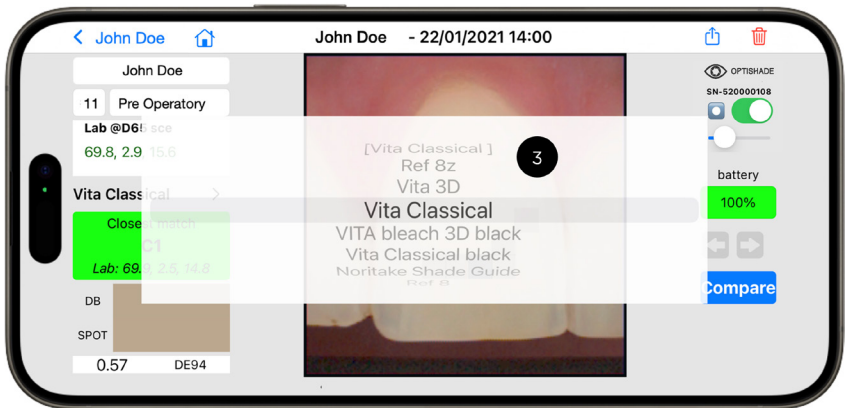 John Doe
John Doe - 22/01/2021 14:00
John Doe
11 Pre Operatory
Lab @D65 sce
69.8, 2.9, 15.6
Vita Classical
Closest match
C1
Lab: 69.9, 2.5, 14.8
DB
SPOT
0.57 DE94
[Vita Classical ]
Ref 8z
Vita 3D
Vita Classical
VITA bleach 3D black
Vita Classical black
Noritake Shade Guide
Ref 8
3
OPTISHADE
SN-520000108
battery
100%
Compare